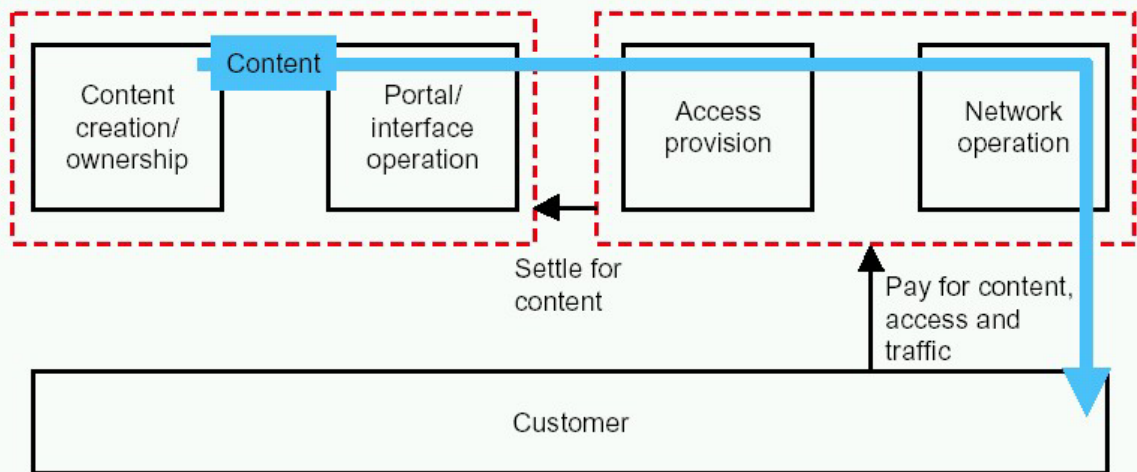 Content
Content
creation/
ownership
Portal/
interface
operation
Access
provision
Network
operation
Settle for
content
Pay for content,
access and
traffic
Customer